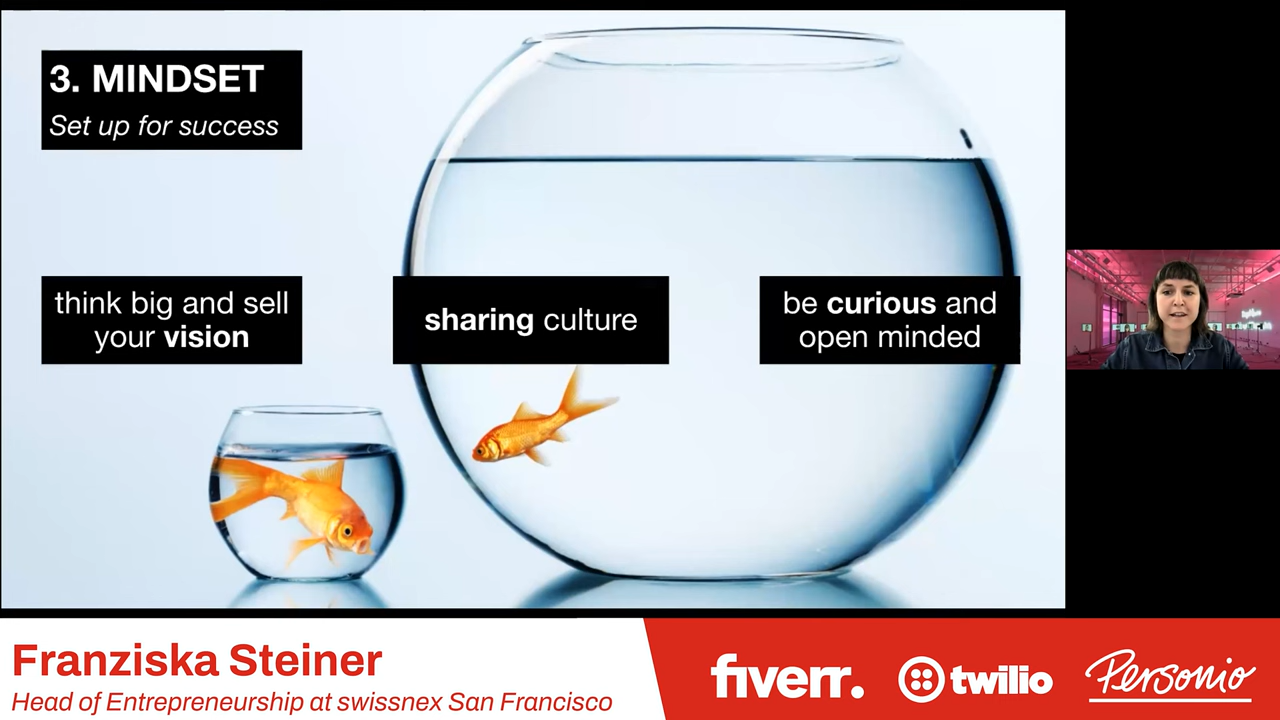 3. MINDSET
Set up for success
think big and sell
your vision
sharing culture
be curious and
open minded
Franziska Steiner
Head of Entrepreneurship at swissnex San Francisco
fiverr.
twilio
Personio